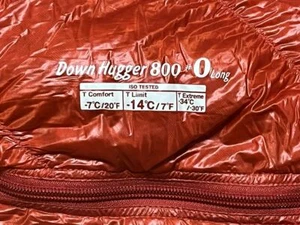 Down Hugger 800 #0 Long
ISO TESTED
T Comfort T Limit T Extreme
-7°C/20°F -14°C/7°F -34°C
/-30°F